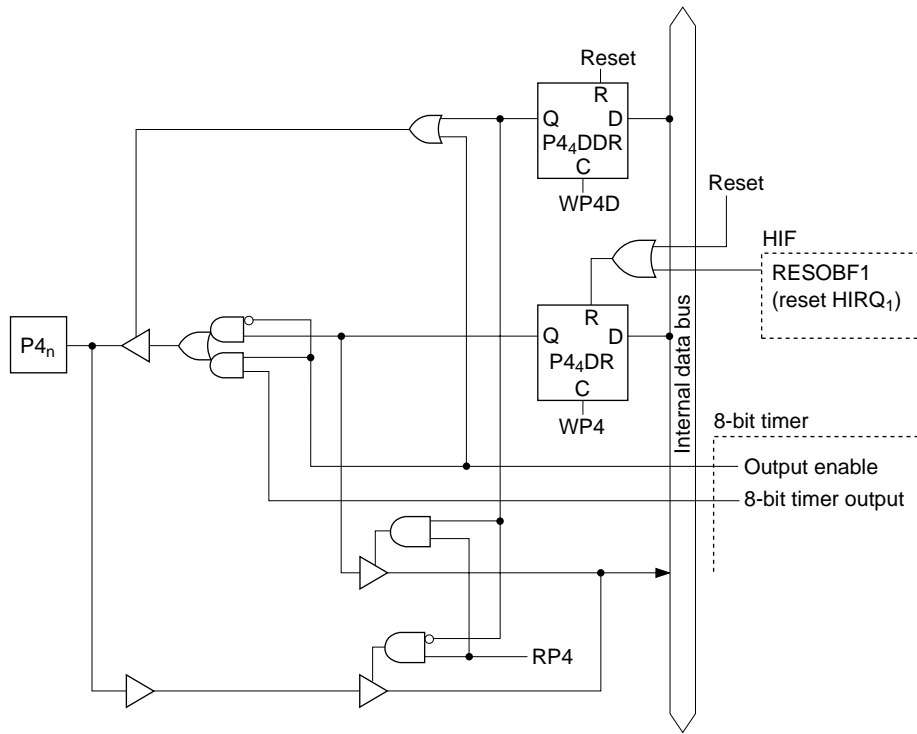 Reset
R
Q D
P4₄DDR
C
WP4D
Reset
HIF
RESOBF1
(reset HIRQ₁)
R
Q D
P4₄DR
C
WP4
P4ₙ
Internal data bus
8-bit timer
Output enable
8-bit timer output
RP4